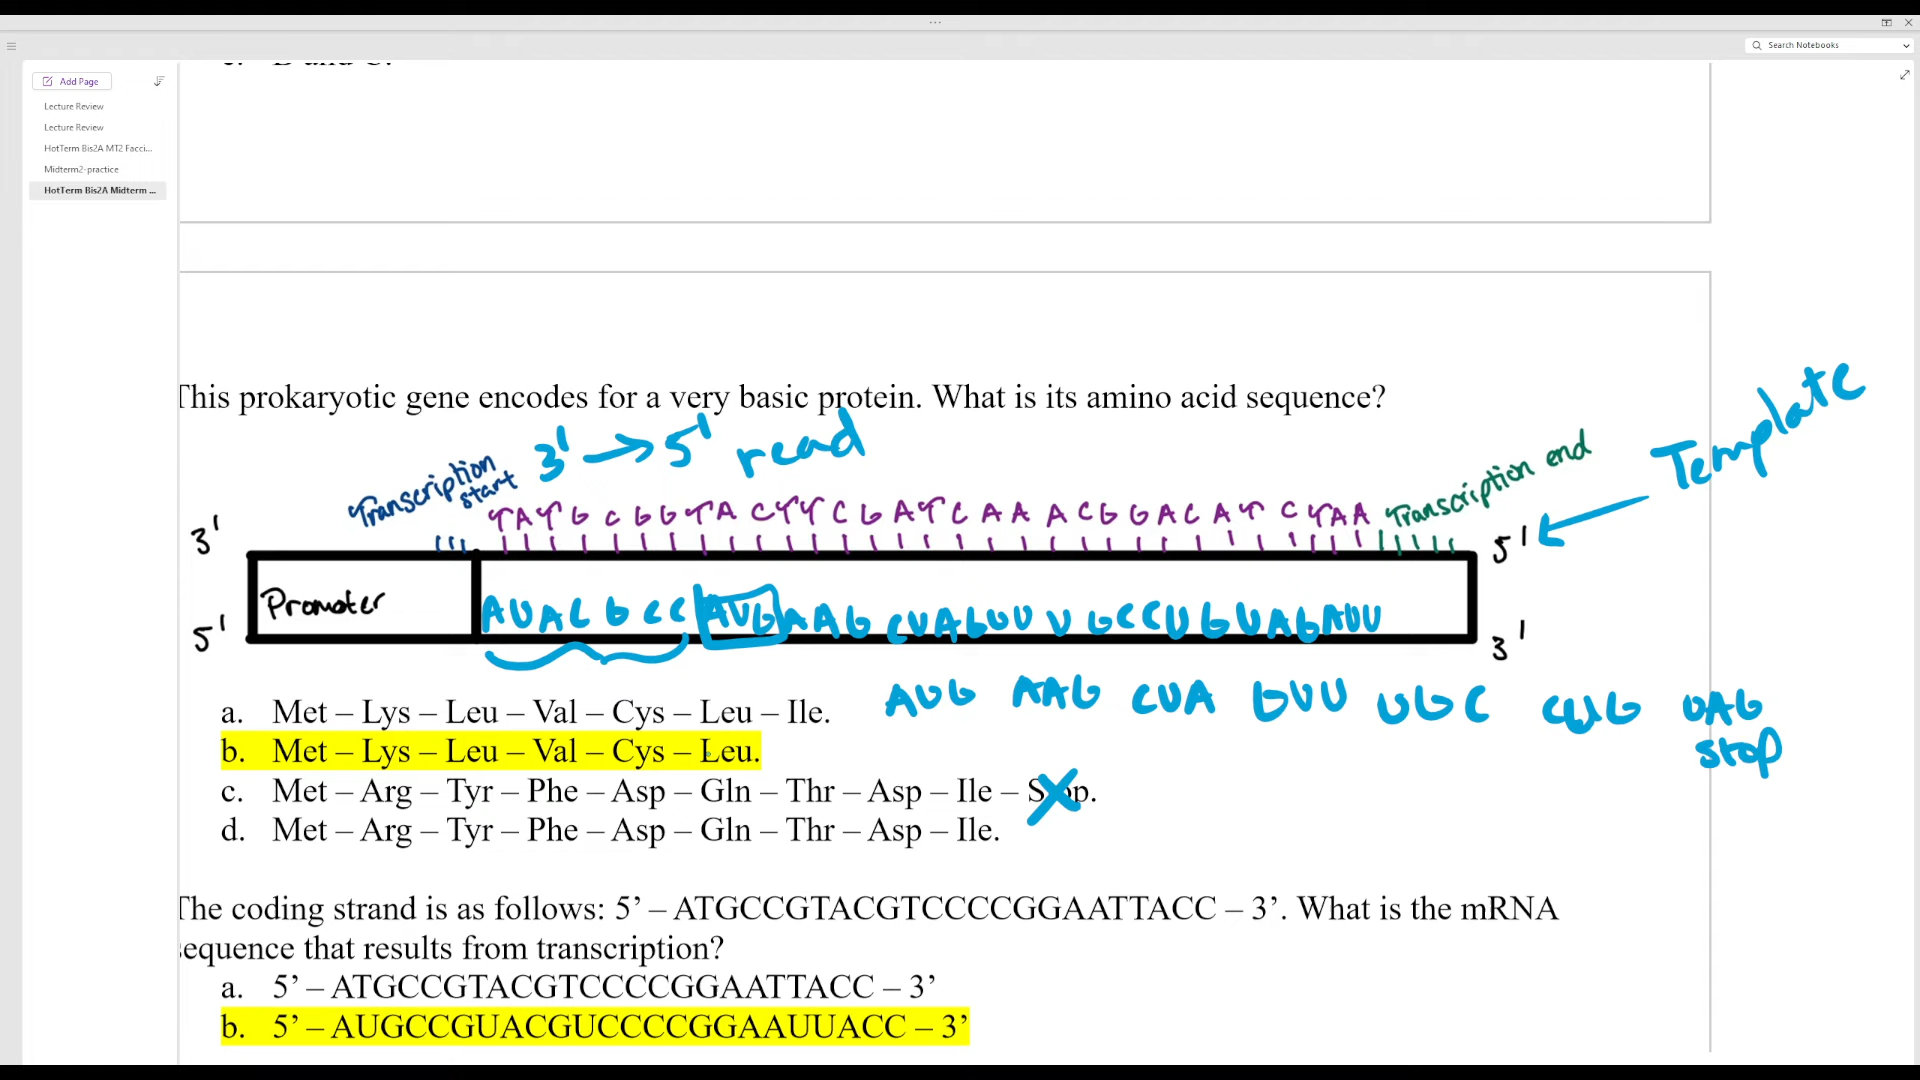 ...
Search Notebooks
Add Page
Lecture Review
Lecture Review
HotTerm Bis2A MT2 Facci...
Midterm2-practice
HotTerm Bis2A Midterm ...
This prokaryotic gene encodes for a very basic protein. What is its amino acid sequence?
3' → 5' read
Template
Transcription start
Transcription end
3'
TATGCGGTACTTCGATCAAACGGACATCTAA
5'
Promoter
AUACGCCAUGAAGCUAGUUUGCCUGUAGAUU
5'
3'
AUG AAG CUA GUU UGC CUG UAG
stop
a. Met – Lys – Leu – Val – Cys – Leu – Ile.
b. Met – Lys – Leu – Val – Cys – Leu.
c. Met – Arg – Tyr – Phe – Asp – Gln – Thr – Asp – Ile – Stop.
d. Met – Arg – Tyr – Phe – Asp – Gln – Thr – Asp – Ile.
The coding strand is as follows: 5’ – ATGCCGTACGTCCCCGGAATTACC – 3’. What is the mRNA
sequence that results from transcription?
a. 5’ – ATGCCGTACGTCCCCGGAATTACC – 3’
b. 5’ – AUGCCGUACGUCCCCGGAAUUACC – 3’